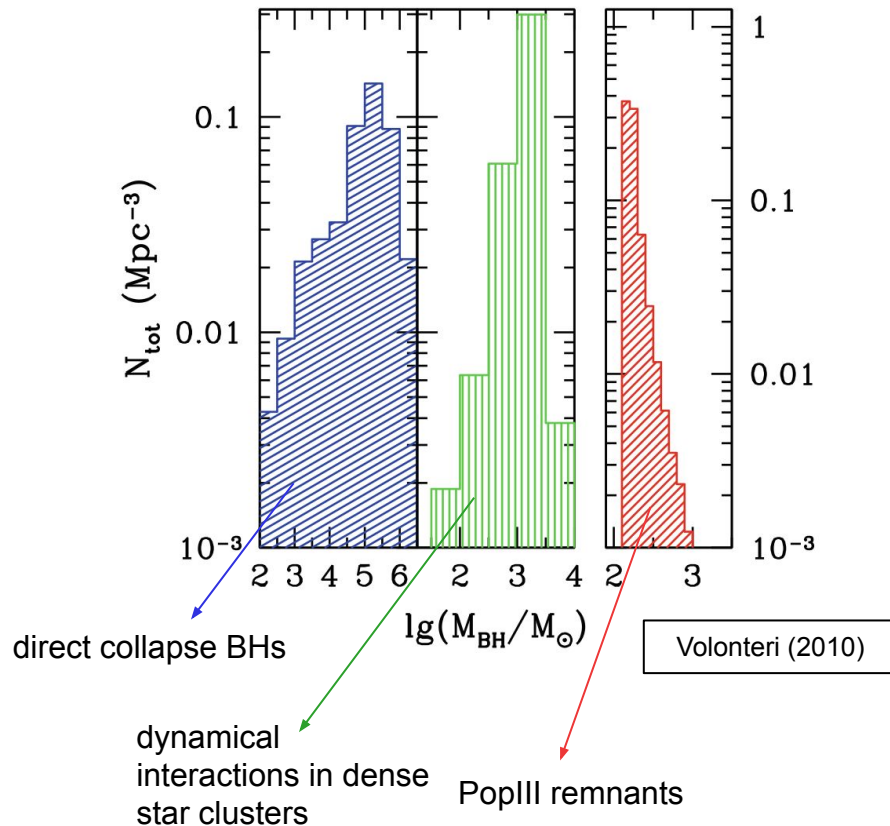 1
0.1
0.1
0.01
0.01
10⁻³
10⁻³
N_tot (Mpc⁻³)
2 3 4 5 6
2 3 4
2 3
lg(M_BH/M_⊙)
direct collapse BHs
Volonteri (2010)
dynamical
interactions in dense
star clusters
PopIII remnants